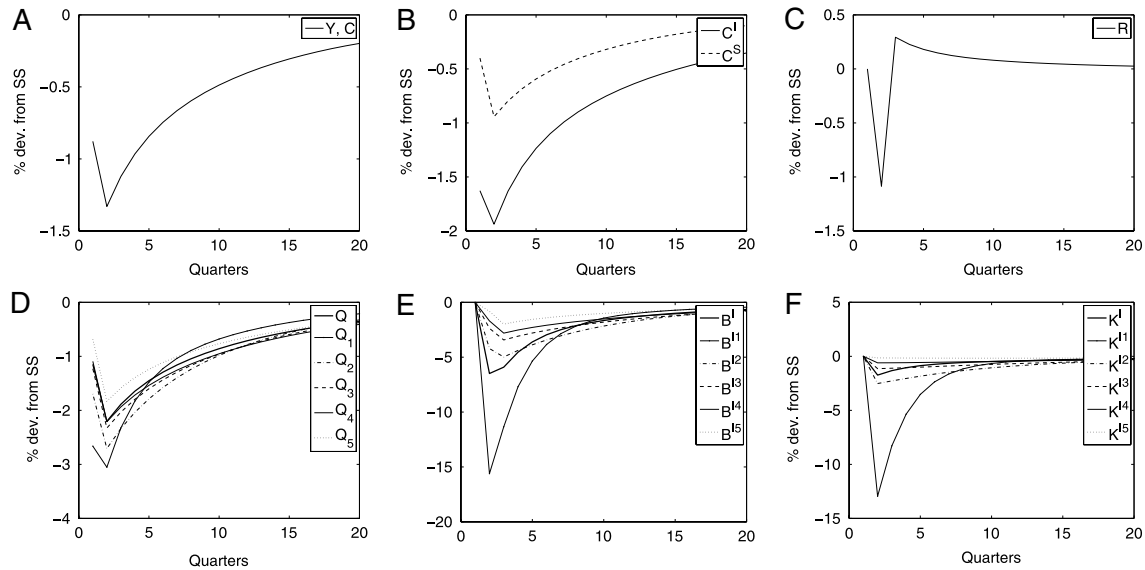 A
% dev. from SS
0
−0.5
−1
−1.5
0 5 10 15 20
Quarters
Y, C
B
% dev. from SS
0
−0.5
−1
−1.5
−2
0 5 10 15 20
Quarters
C^I
C^S
C
% dev. from SS
0.5
0
−0.5
−1
−1.5
0 5 10 15 20
Quarters
R
D
% dev. from SS
0
−1
−2
−3
−4
0 5 10 15 20
Quarters
Q
Q_1
Q_2
Q_3
Q_4
Q_5
E
% dev. from SS
0
−5
−10
−15
−20
0 5 10 15 20
Quarters
B^I
B^I1
B^I2
B^I3
B^I4
B^I5
F
% dev. from SS
5
0
−5
−10
−15
0 5 10 15 20
Quarters
K^I
K^I1
K^I2
K^I3
K^I4
K^I5